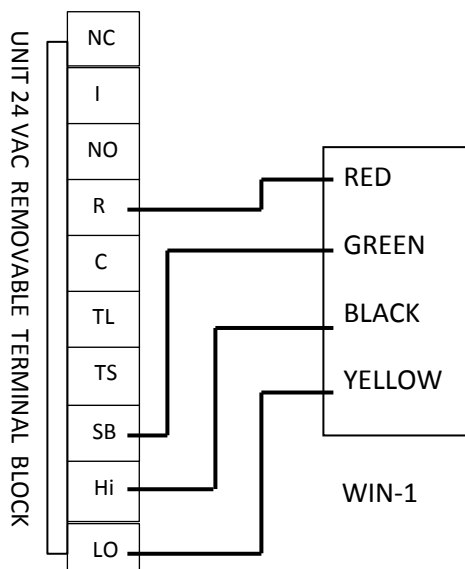 UNIT 24 VAC REMOVABLE TERMINAL BLOCK
NC
I
NO
R
C
TL
TS
SB
Hi
LO
RED
GREEN
BLACK
YELLOW
WIN-1